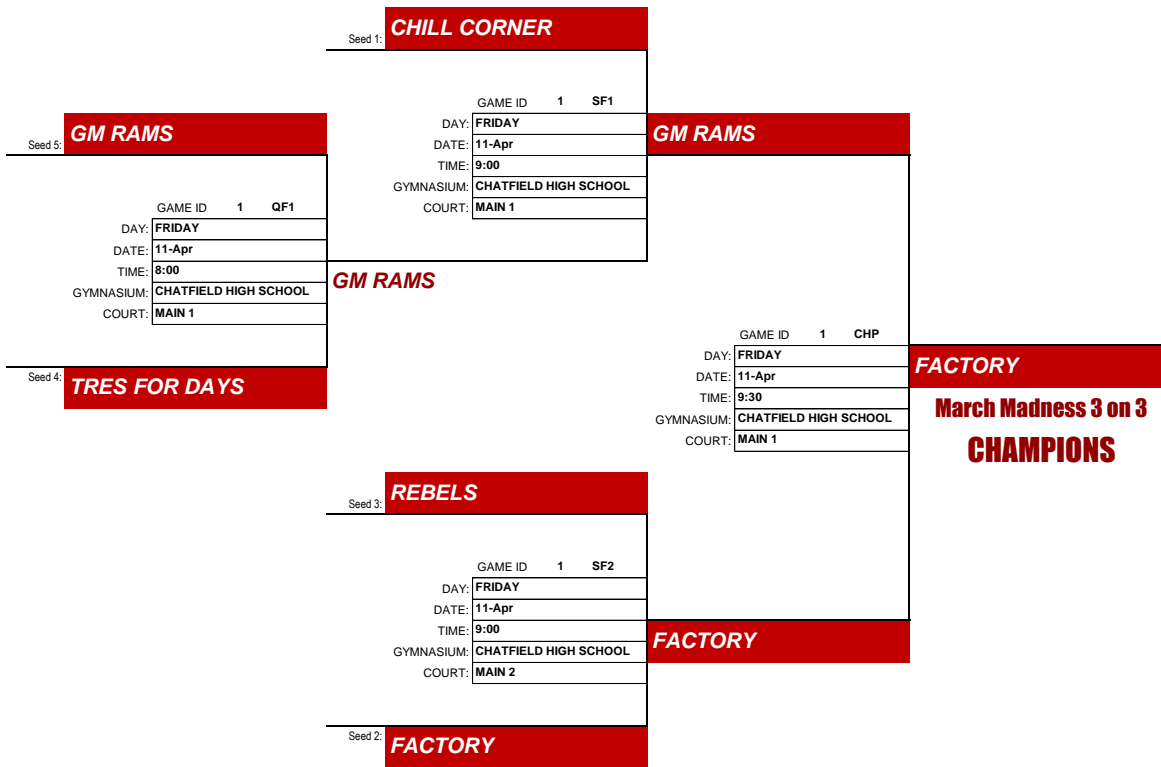 Seed 1: CHILL CORNER
GAME ID 1 SF1
DAY: FRIDAY
DATE: 11-Apr
TIME: 9:00
GYMNASIUM: CHATFIELD HIGH SCHOOL
COURT: MAIN 1
Seed 5: GM RAMS
GAME ID 1 QF1
DAY: FRIDAY
DATE: 11-Apr
TIME: 8:00
GYMNASIUM: CHATFIELD HIGH SCHOOL
COURT: MAIN 1
Seed 4: TRES FOR DAYS
GM RAMS
GM RAMS
GAME ID 1 CHP
DAY: FRIDAY
DATE: 11-Apr
TIME: 9:30
GYMNASIUM: CHATFIELD HIGH SCHOOL
COURT: MAIN 1
FACTORY
March Madness 3 on 3
CHAMPIONS
Seed 3: REBELS
GAME ID 1 SF2
DAY: FRIDAY
DATE: 11-Apr
TIME: 9:00
GYMNASIUM: CHATFIELD HIGH SCHOOL
COURT: MAIN 2
FACTORY
Seed 2: FACTORY